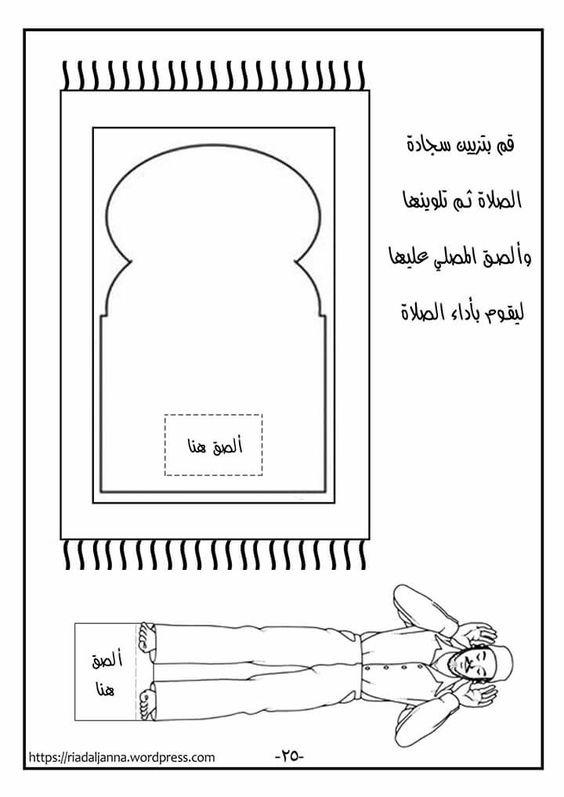 قم بتزيين سجادة
الصلاة ثم تلوينها
وألصق المصلي عليها
ليقوم بأداء الصلاة
ألصق هنا
ألصق
هنا
https://riadaljanna.wordpress.com
-٢٥-